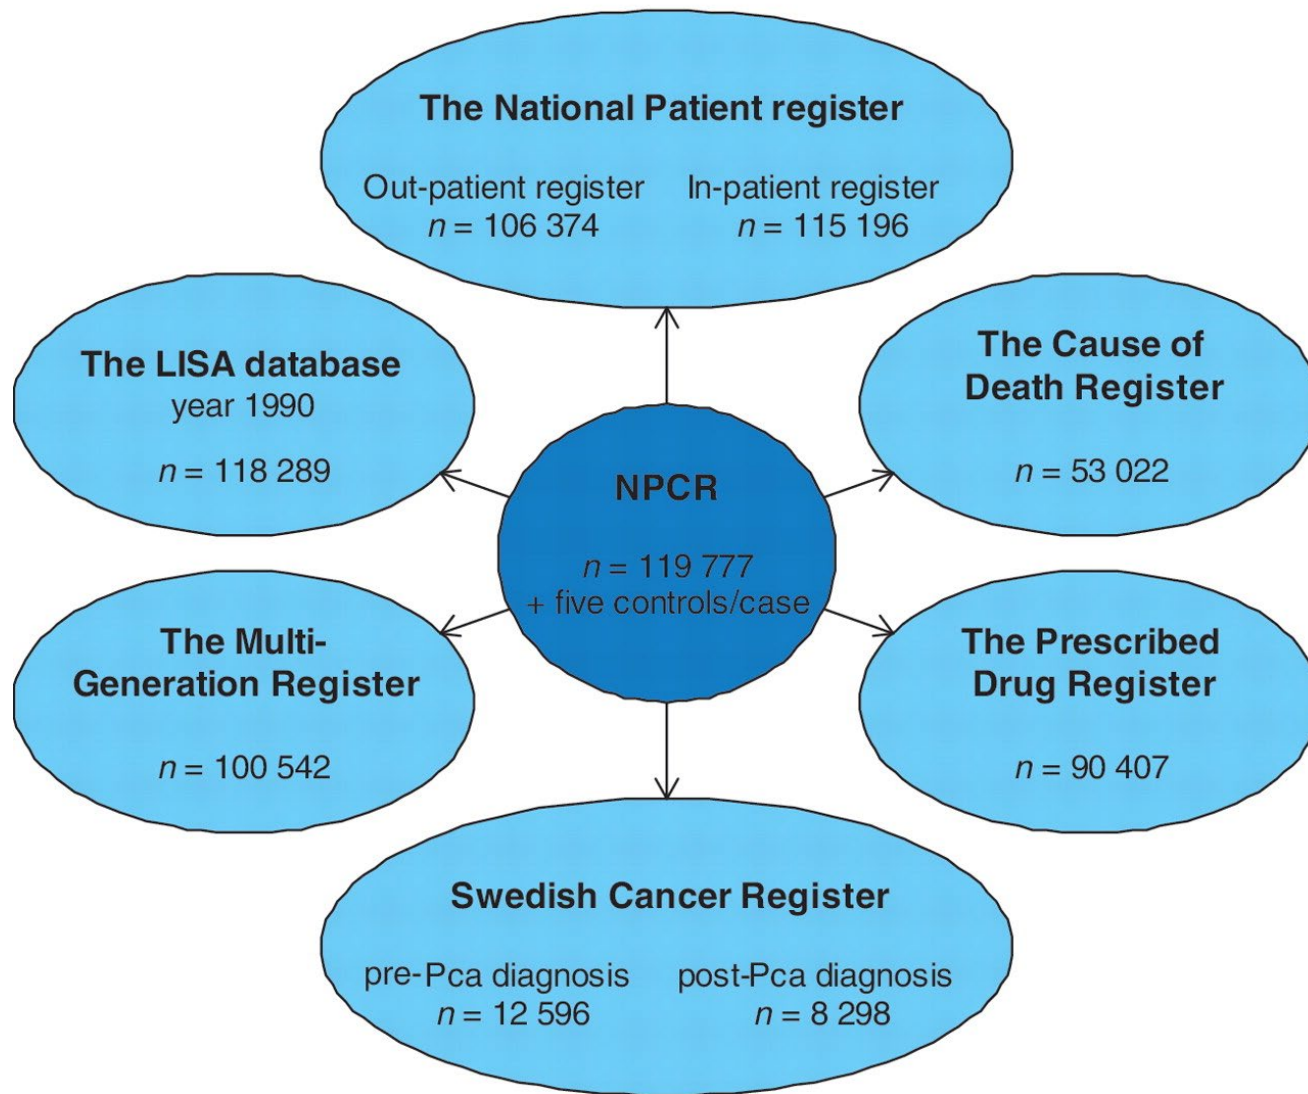 The National Patient register
Out-patient register
n = 106 374
In-patient register
n = 115 196
The LISA database
year 1990
n = 118 289
The Cause of
Death Register
n = 53 022
NPCR
n = 119 777
+ five controls/case
The Multi-
Generation Register
n = 100 542
The Prescribed
Drug Register
n = 90 407
Swedish Cancer Register
pre-Pca diagnosis
n = 12 596
post-Pca diagnosis
n = 8 298